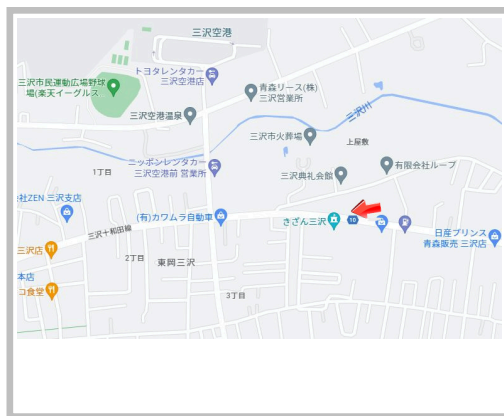 三沢空港
トヨタレンタカー
三沢空港店
三沢市民運動広場野球
場(楽天イーグルス
青森リース(株)
三沢営業所
三沢空港温泉
三沢川
三沢市火葬場
上屋敷
1丁目
ニッポンレンタカー
三沢空港前 営業所
三沢典礼会館
有限会社ループ
社ZEN 三沢支店
(有)カワムラ自動車
きざん三沢
10
三沢十和田線
日産プリンス
青森販売 三沢店
三沢店
2丁目
東岡三沢
本店
コ食堂
3丁目